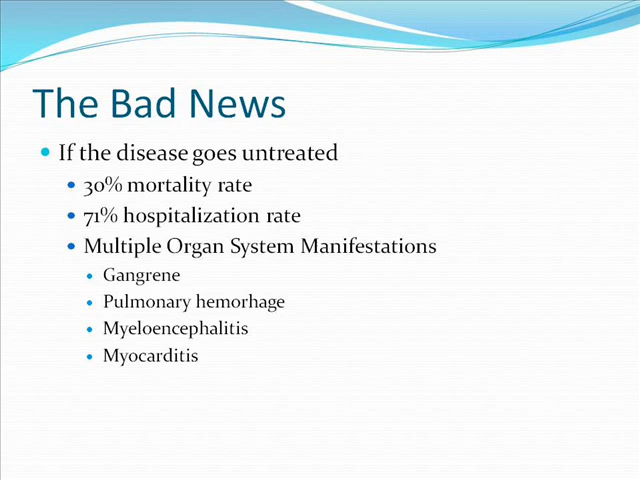 The Bad News
If the disease goes untreated
30% mortality rate
71% hospitalization rate
Multiple Organ System Manifestations
Gangrene
Pulmonary hemorhage
Myeloencephalitis
Myocarditis